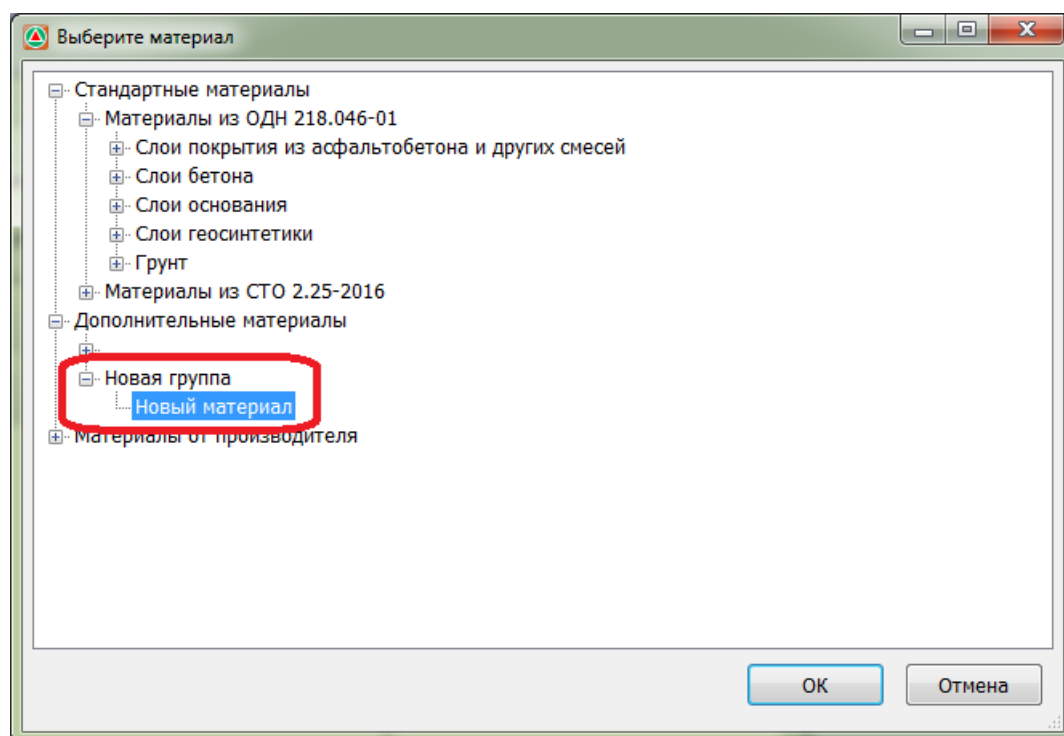 Выберите материал
Стандартные материалы
Материалы из ОДН 218.046-01
Слои покрытия из асфальтобетона и других смесей
Слои бетона
Слои основания
Слои геосинтетики
Грунт
Материалы из СТО 2.25-2016
Дополнительные материалы
Новая группа
Новый материал
Материалы от производителя
ОК
Отмена